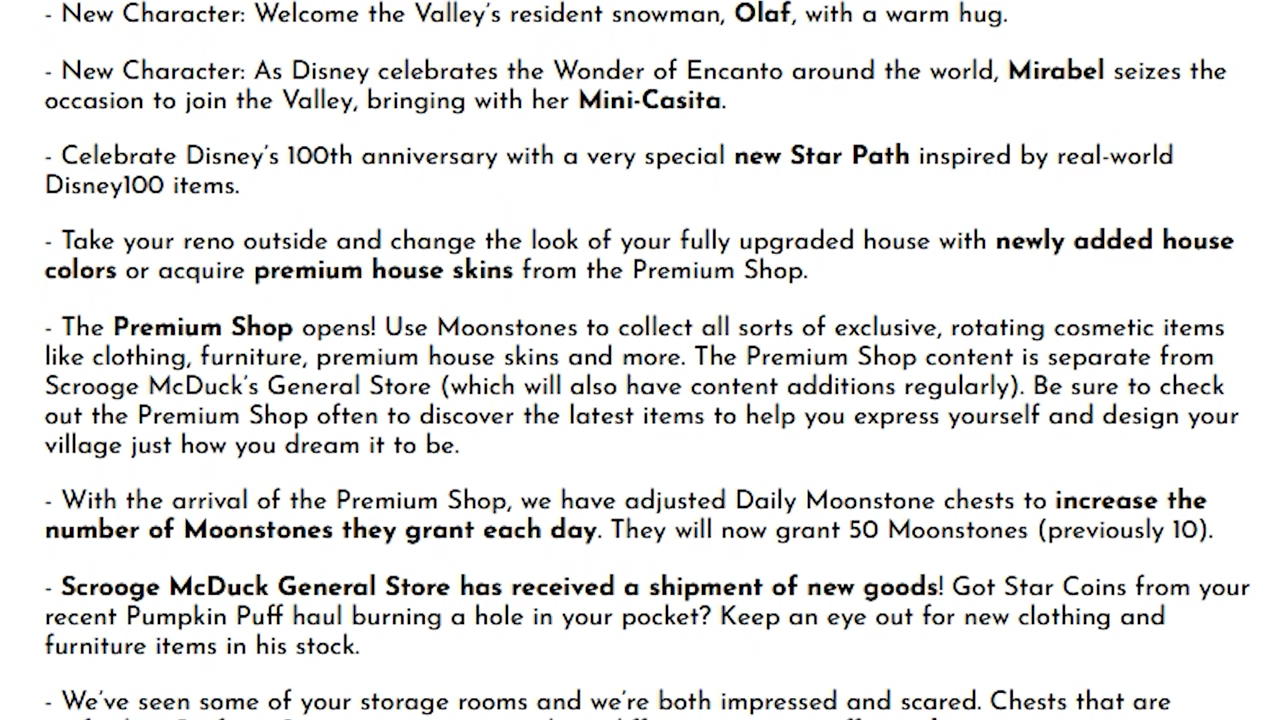 - New Character: Welcome the Valley's resident snowman, Olaf, with a warm hug.
- New Character: As Disney celebrates the Wonder of Encanto around the world, Mirabel seizes the
occasion to join the Valley, bringing with her Mini-Casita.
- Celebrate Disney's 100th anniversary with a very special new Star Path inspired by real-world
Disney100 items.
- Take your reno outside and change the look of your fully upgraded house with newly added house
colors or acquire premium house skins from the Premium Shop.
- The Premium Shop opens! Use Moonstones to collect all sorts of exclusive, rotating cosmetic items
like clothing, furniture, premium house skins and more. The Premium Shop content is separate from
Scrooge McDuck's General Store (which will also have content additions regularly). Be sure to check
out the Premium Shop often to discover the latest items to help you express yourself and design your
village just how you dream it to be.
- With the arrival of the Premium Shop, we have adjusted Daily Moonstone chests to increase the
number of Moonstones they grant each day. They will now grant 50 Moonstones (previously 10).
- Scrooge McDuck General Store has received a shipment of new goods! Got Star Coins from your
recent Pumpkin Puff haul burning a hole in your pocket? Keep an eye out for new clothing and
furniture items in his stock.
- We've seen some of your storage rooms and we're both impressed and scared. Chests that are